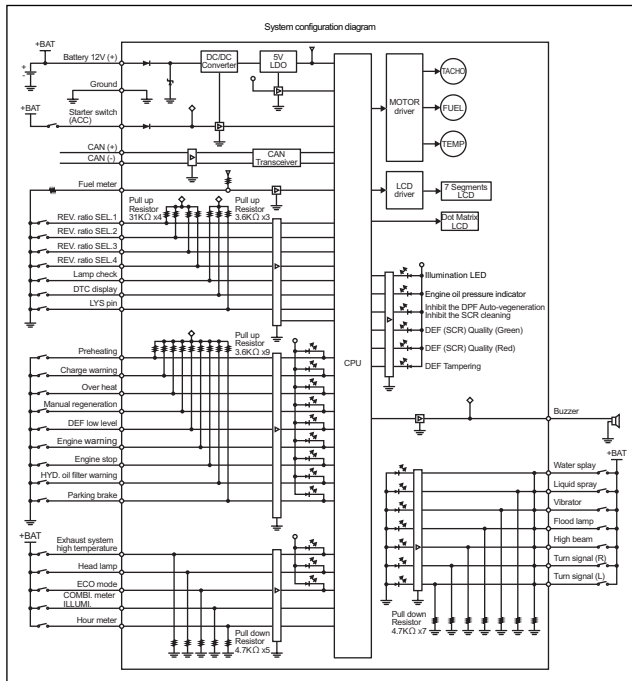 System configuration diagram
+BAT
Battery 12V (+)
+
-
DC/DC
Converter
5V
LDO
Ground
+BAT
Starter switch
(ACC)
CAN (+)
CAN (-)
CAN
Transceiver
Fuel meter
Pull up
Resistor
31KΩ x4
Pull up
Resistor
3.6KΩ x3
REV. ratio SEL.1
REV. ratio SEL.2
REV. ratio SEL.3
REV. ratio SEL.4
Lamp check
DTC display
LYS pin
Pull up
Resistor
3.6KΩ x9
Preheating
Charge warning
Over heat
Manual regeneration
DEF low level
Engine warning
Engine stop
HYD. oil filter warning
Parking brake
+BAT
Exhaust system
high temperature
Head lamp
ECO mode
COMBI. meter
ILLUMI.
Hour meter
Pull down
Resistor
4.7KΩ x5
CPU
MOTOR
driver
TACHO
FUEL
TEMP
LCD
driver
7 Segments
LCD
Dot Matrix
LCD
Illumination LED
Engine oil pressure indicator
Inhibit the DPF Auto-regeneration
Inhibit the SCR cleaning
DEF (SCR) Quality (Green)
DEF (SCR) Quality (Red)
DEF Tampering
Buzzer
+BAT
Water splay
Liquid spray
Vibrator
Flood lamp
High beam
Turn signal (R)
Turn signal (L)
Pull down
Resistor
4.7KΩ x7